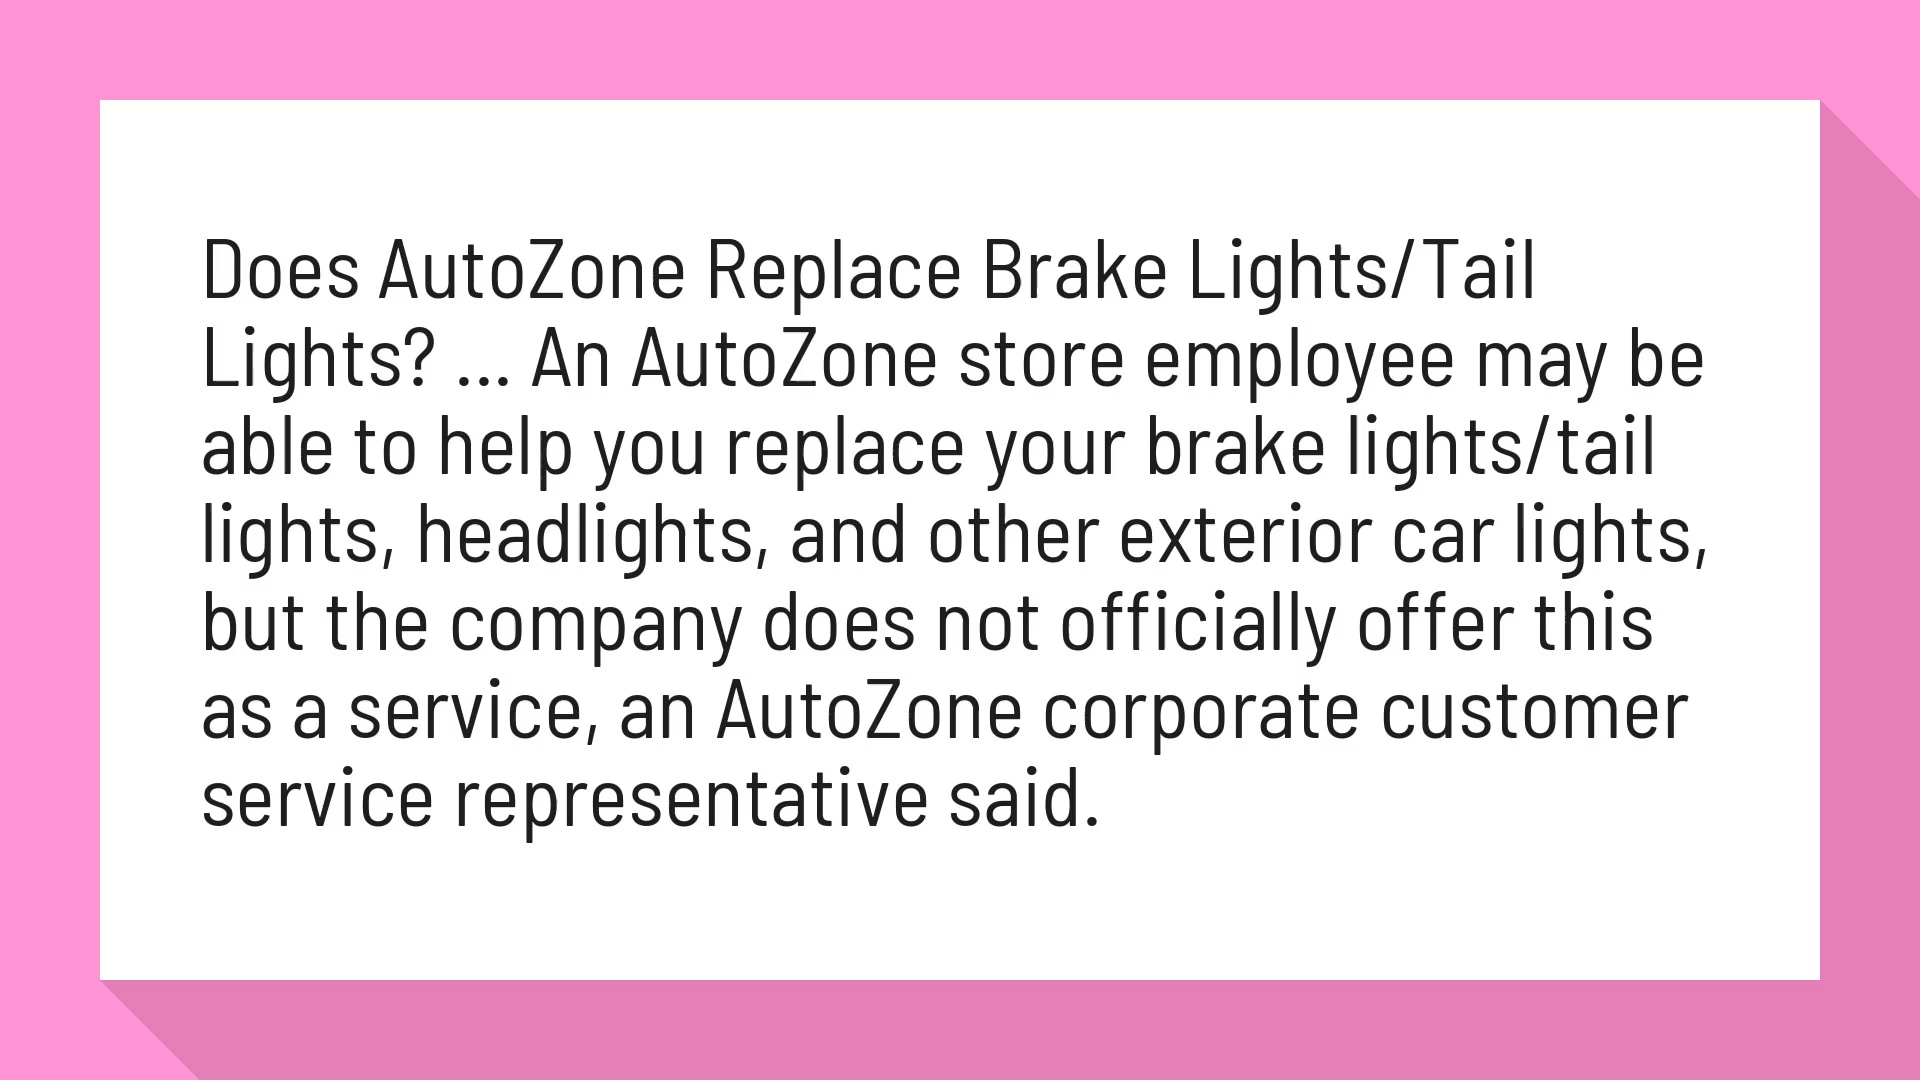 Does AutoZone Replace Brake Lights/Tail
Lights? ... An AutoZone store employee may be
able to help you replace your brake lights/tail
lights, headlights, and other exterior car lights,
but the company does not officially offer this
as a service, an AutoZone corporate customer
service representative said.